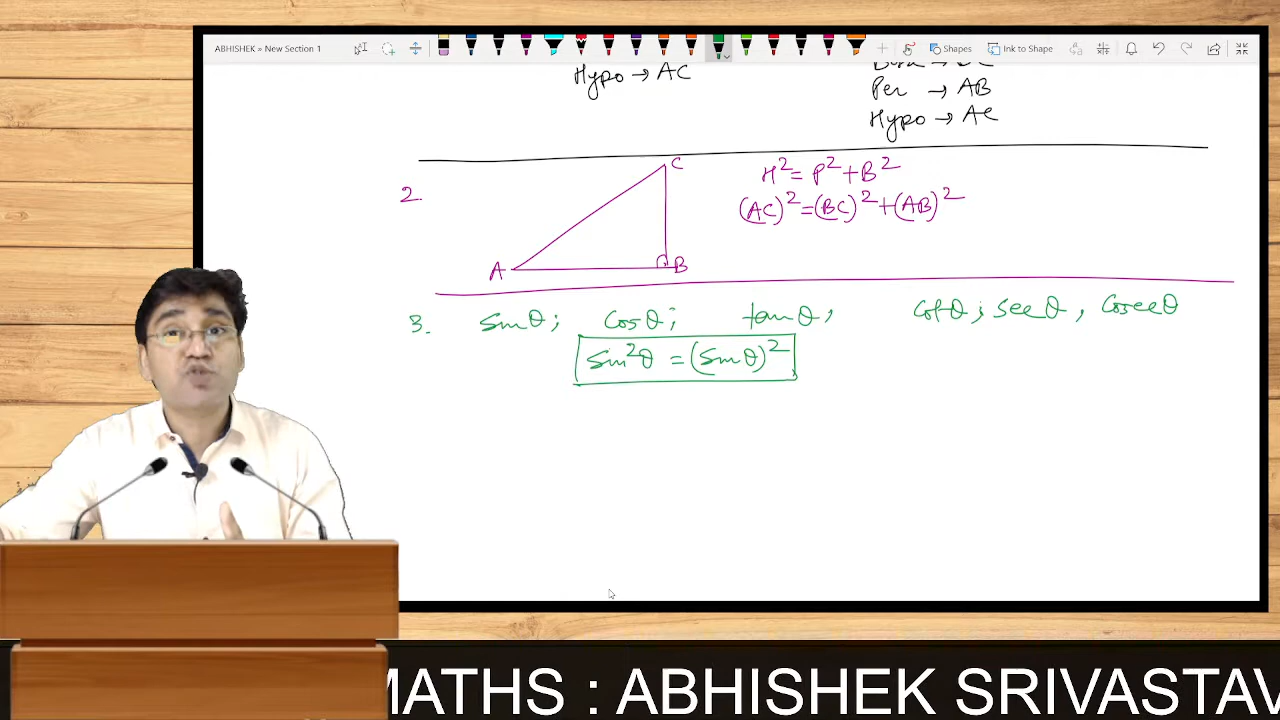 ABHISHEK » New Section 1
Shapes
Ink to Shape
Hypo → AC
Per → AB
Hypo → AC
2.
C
A
B
H² = P² + B²
(AC)² = (BC)² + (AB)²
3. sinθ ; cosθ ; tanθ , cotθ ; secθ , cosecθ
sin²θ = (sinθ)²
MATHS : ABHISHEK SRIVASTAV